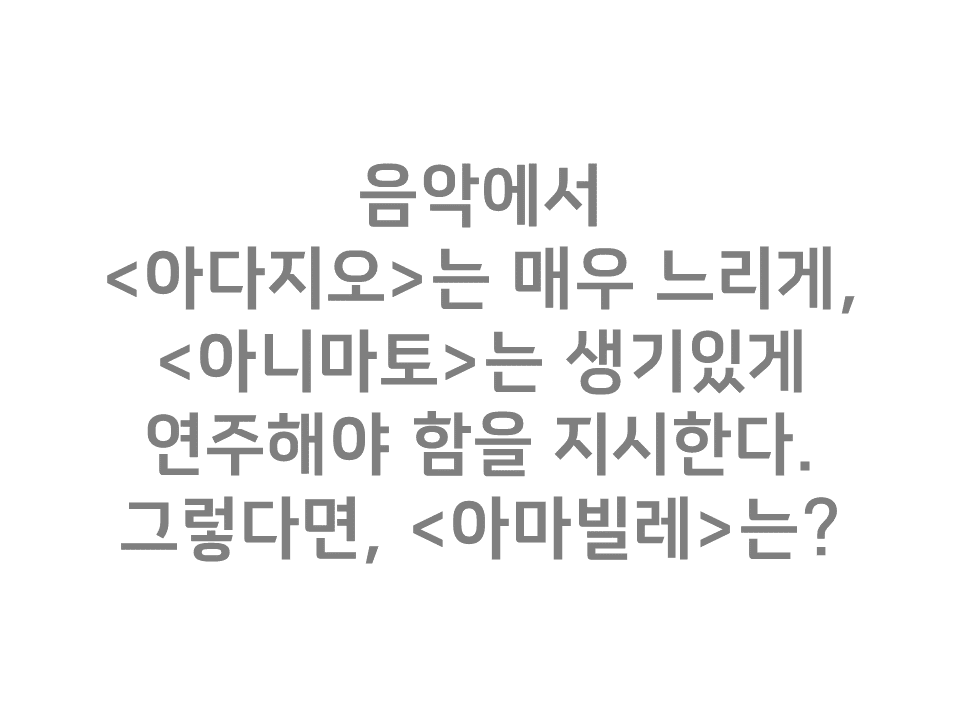 음악에서
<아다지오>는 매우 느리게,
<아니마토>는 생기있게
연주해야 함을 지시한다.
그렇다면, <아마빌레>는?